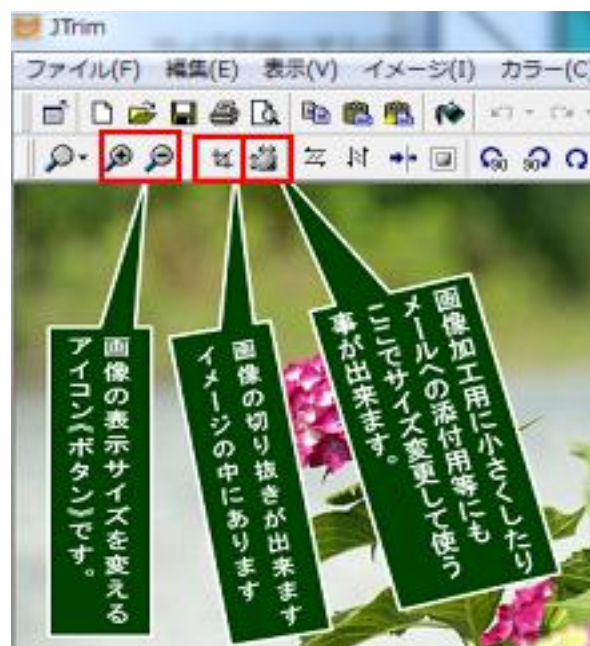 JTrim
ファイル(F) 編集(E) 表示(V) イメージ(I) カラー(C)
90 90
画像の表示サイズを変える
アイコン《ボタン》です。
画像の切り抜きが出来ます
イメージの中にあります
画像加工用に小さくしたり
メールへの添付用等にも
ここでサイズ変更して使う
事が出来ます。